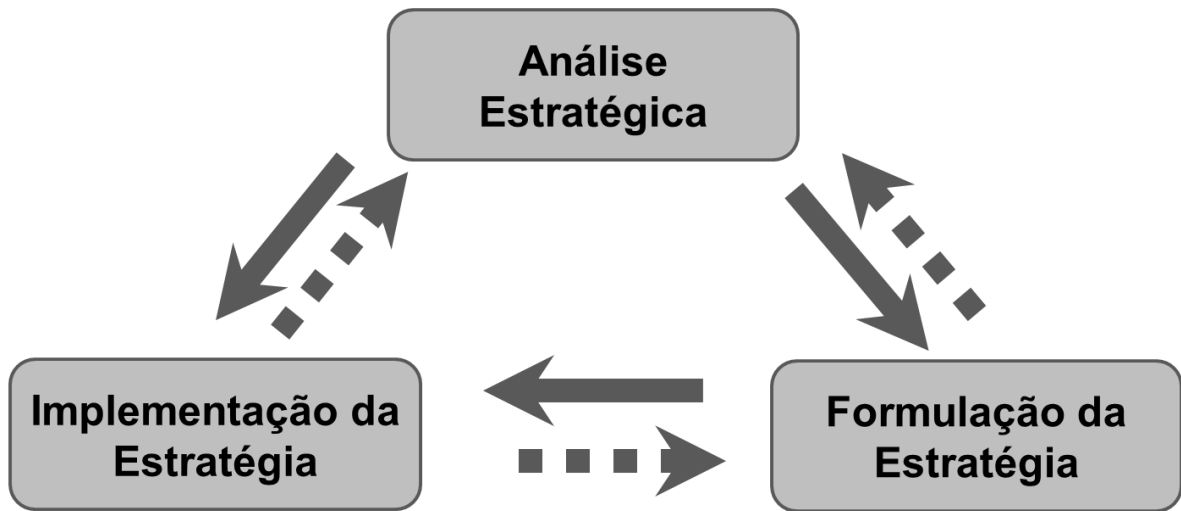 Análise
Estratégica
Implementação da
Estratégia
Formulação da
Estratégia